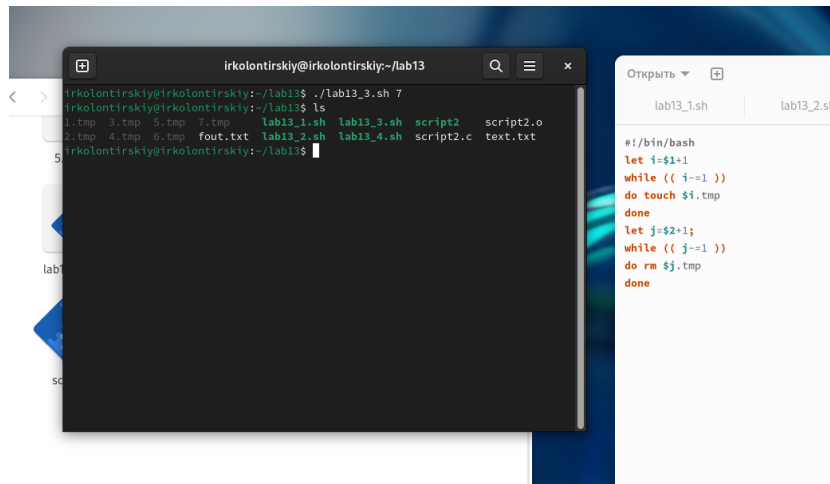 irkolontirskiy@irkolontirskiy:~/lab13
irkolontirskiy@irkolontirskiy:~/lab13$ ./lab13_3.sh 7
irkolontirskiy@irkolontirskiy:~/lab13$ ls
1.tmp 3.tmp 5.tmp 7.tmp lab13_1.sh lab13_3.sh script2 script2.o
2.tmp 4.tmp 6.tmp fout.txt lab13_2.sh lab13_4.sh script2.c text.txt
irkolontirskiy@irkolontirskiy:~/lab13$
5.
lab1
sc
Открыть
lab13_1.sh lab13_2.s
#!/bin/bash
let i=$1+1
while (( i-=1 ))
do touch $i.tmp
done
let j=$2+1;
while (( j-=1 ))
do rm $j.tmp
done